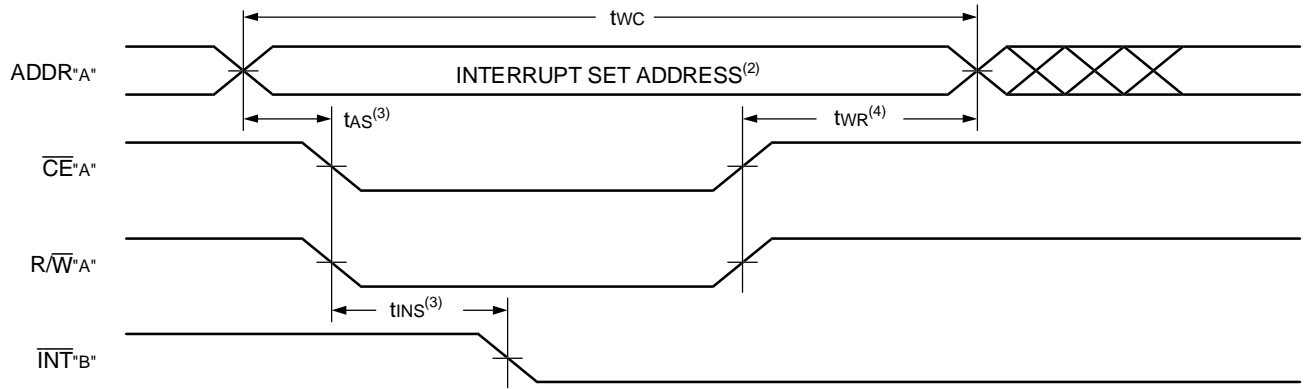 tWC
ADDR"A"
INTERRUPT SET ADDRESS(2)
tAS(3)
tWR(4)
CE"A"
R/W"A"
tINS(3)
INT"B"